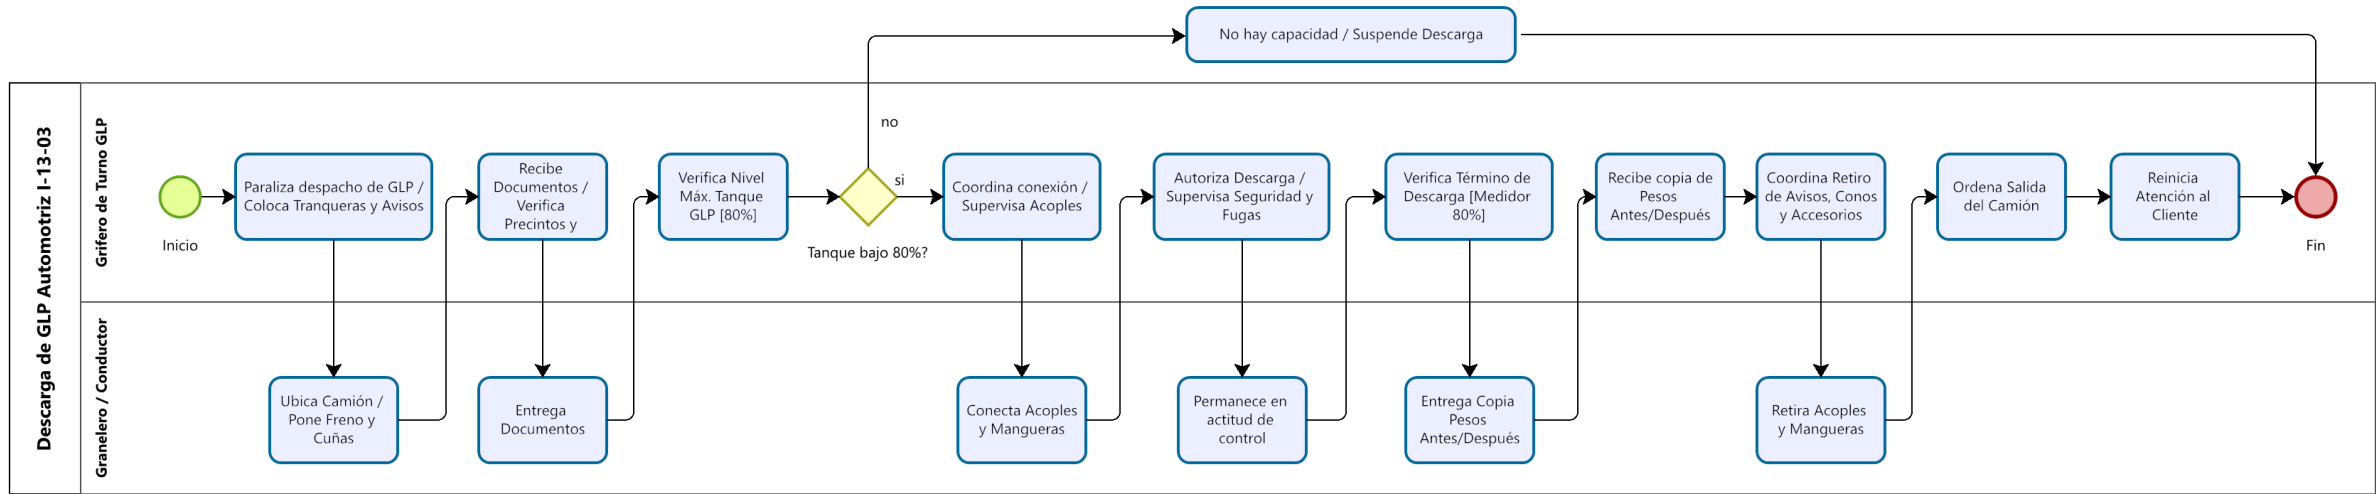 No hay capacidad / Suspende Descarga
Descarga de GLP Automotriz I-13-03
Grifero de Turno GLP
Inicio
Paraliza despacho de GLP /
Coloca Tranqueras y Avisos
Recibe
Documentos /
Verifica
Precintos y
Verifica Nivel
Máx. Tanque
GLP [80%]
no
si
Tanque bajo 80%?
Coordina conexión /
Supervisa Acoples
Autoriza Descarga /
Supervisa Seguridad y
Fugas
Verifica Término de
Descarga [Medidor
80%]
Recibe copia de
Pesos
Antes/Después
Coordina Retiro
de Avisos, Conos
y Accesorios
Ordena Salida
del Camión
Reinicia
Atención al
Cliente
Fin
Granelero / Conductor
Ubica Camión /
Pone Freno y
Cuñas
Entrega
Documentos
Conecta Acoples
y Mangueras
Permanece en
actitud de
control
Entrega Copia
Pesos
Antes/Después
Retira Acoples
y Mangueras